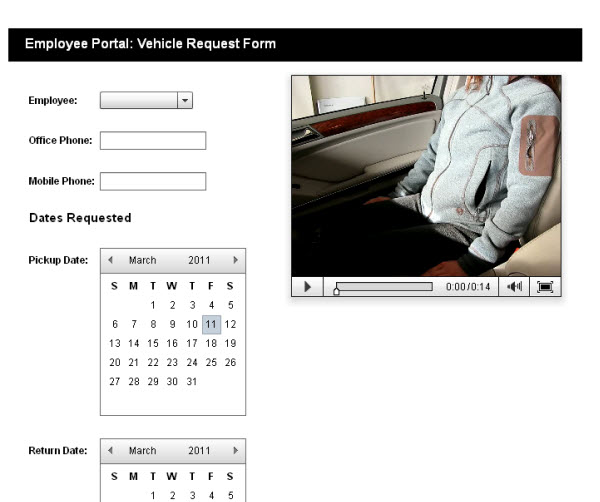 Employee Portal: Vehicle Request Form
Employee:
Office Phone:
Mobile Phone:
Dates Requested
Pickup Date:
March 2011
S M T W T F S
1 2 3 4 5
6 7 8 9 10 11 12
13 14 15 16 17 18 19
20 21 22 23 24 25 26
27 28 29 30 31
0:00/0:14
Return Date:
March 2011
S M T W T F S
1 2 3 4 5